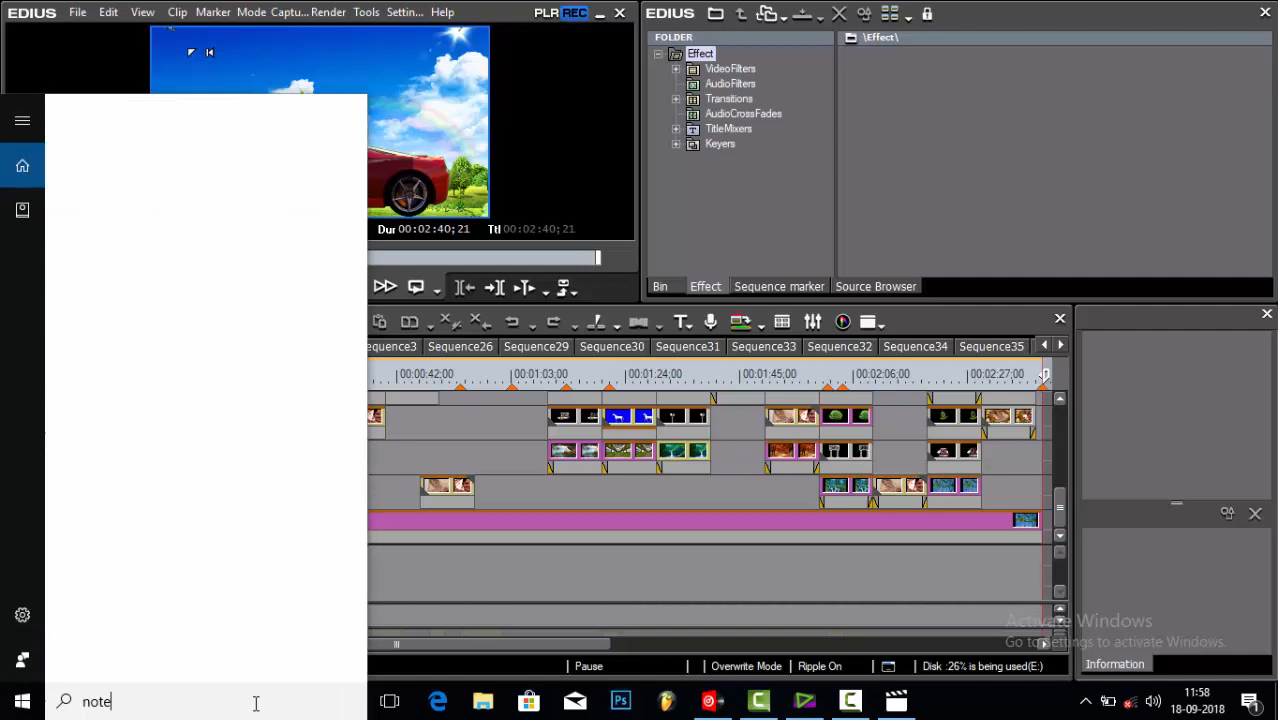 EDIUS File Edit View Clip Marker Mode Captu... Render Tools Settin... Help PLR REC
EDIUS
FOLDER
\Effect\
Effect
VideoFilters
AudioFilters
Transitions
AudioCrossFades
TitleMixers
Keyers
Dur 00:02:40;21 Ttl 00:02:40;21
Bin Effect Sequence marker Source Browser
Sequence26 Sequence29 Sequence30 Sequence31 Sequence33 Sequence32 Sequence34 Sequence35
00:00:42;00 00:01:03;00 00:01:24;00 00:01:45;00 00:02:06;00 00:02:27;00
Activate Windows
Go to Settings to activate Windows.
Pause Overwrite Mode Ripple On Disk :26% is being used(E:)
Information
note
11:58
18-09-2018